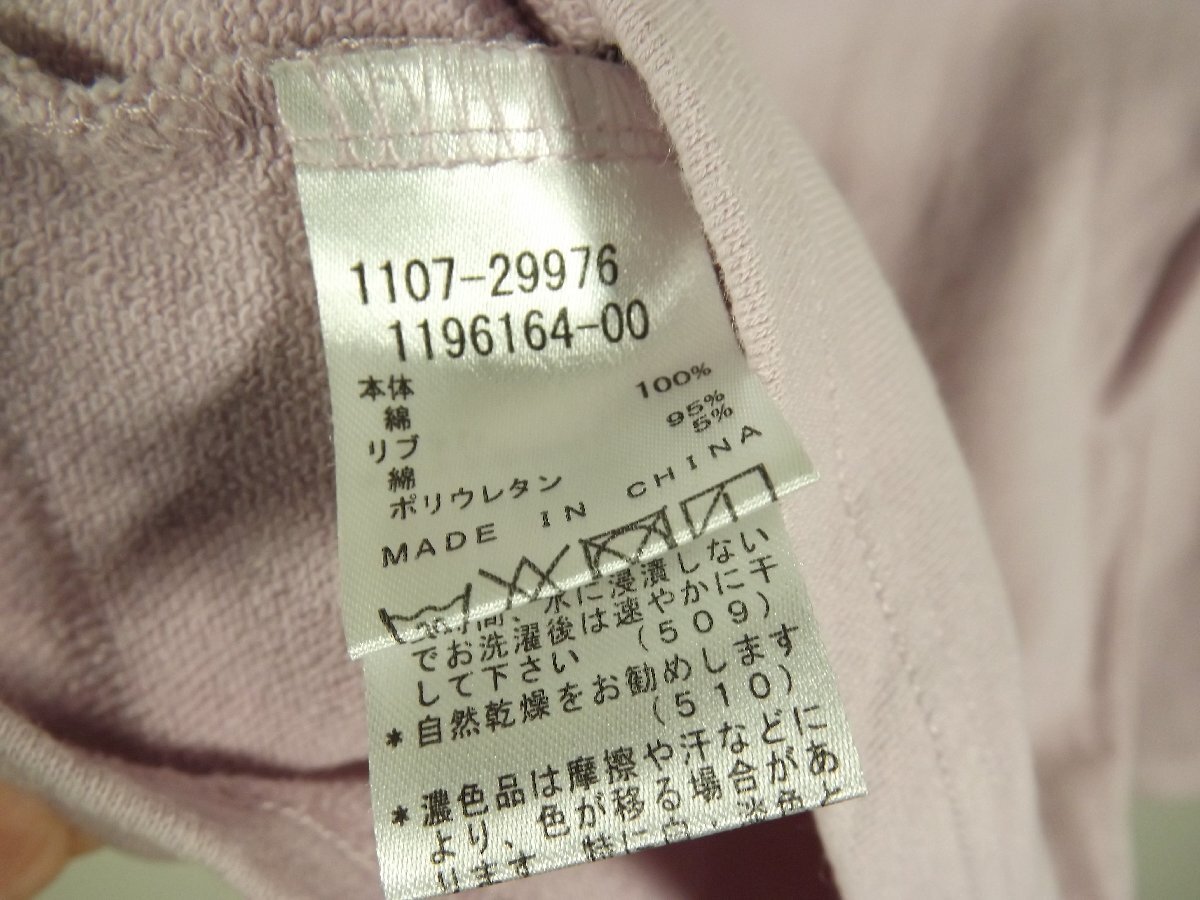 1107-29976
1196164-00
本体
綿 100%
リブ
綿 95%
ポリウレタン 5%
MADE IN CHINA
間、水に浸漬しない
でお洗濯後は速やかに干
して下さい (509)
*自然乾燥をお勧めします
(510)
*濃色品は摩擦や汗などに
より、色が移る場合があ
ります